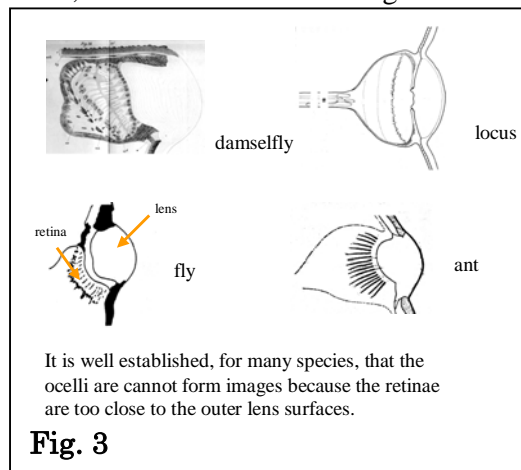 damselfly
locus
lens
retina
fly
ant
It is well established, for many species, that the
ocelli are cannot form images because the retinae
are too close to the outer lens surfaces.
Fig. 3